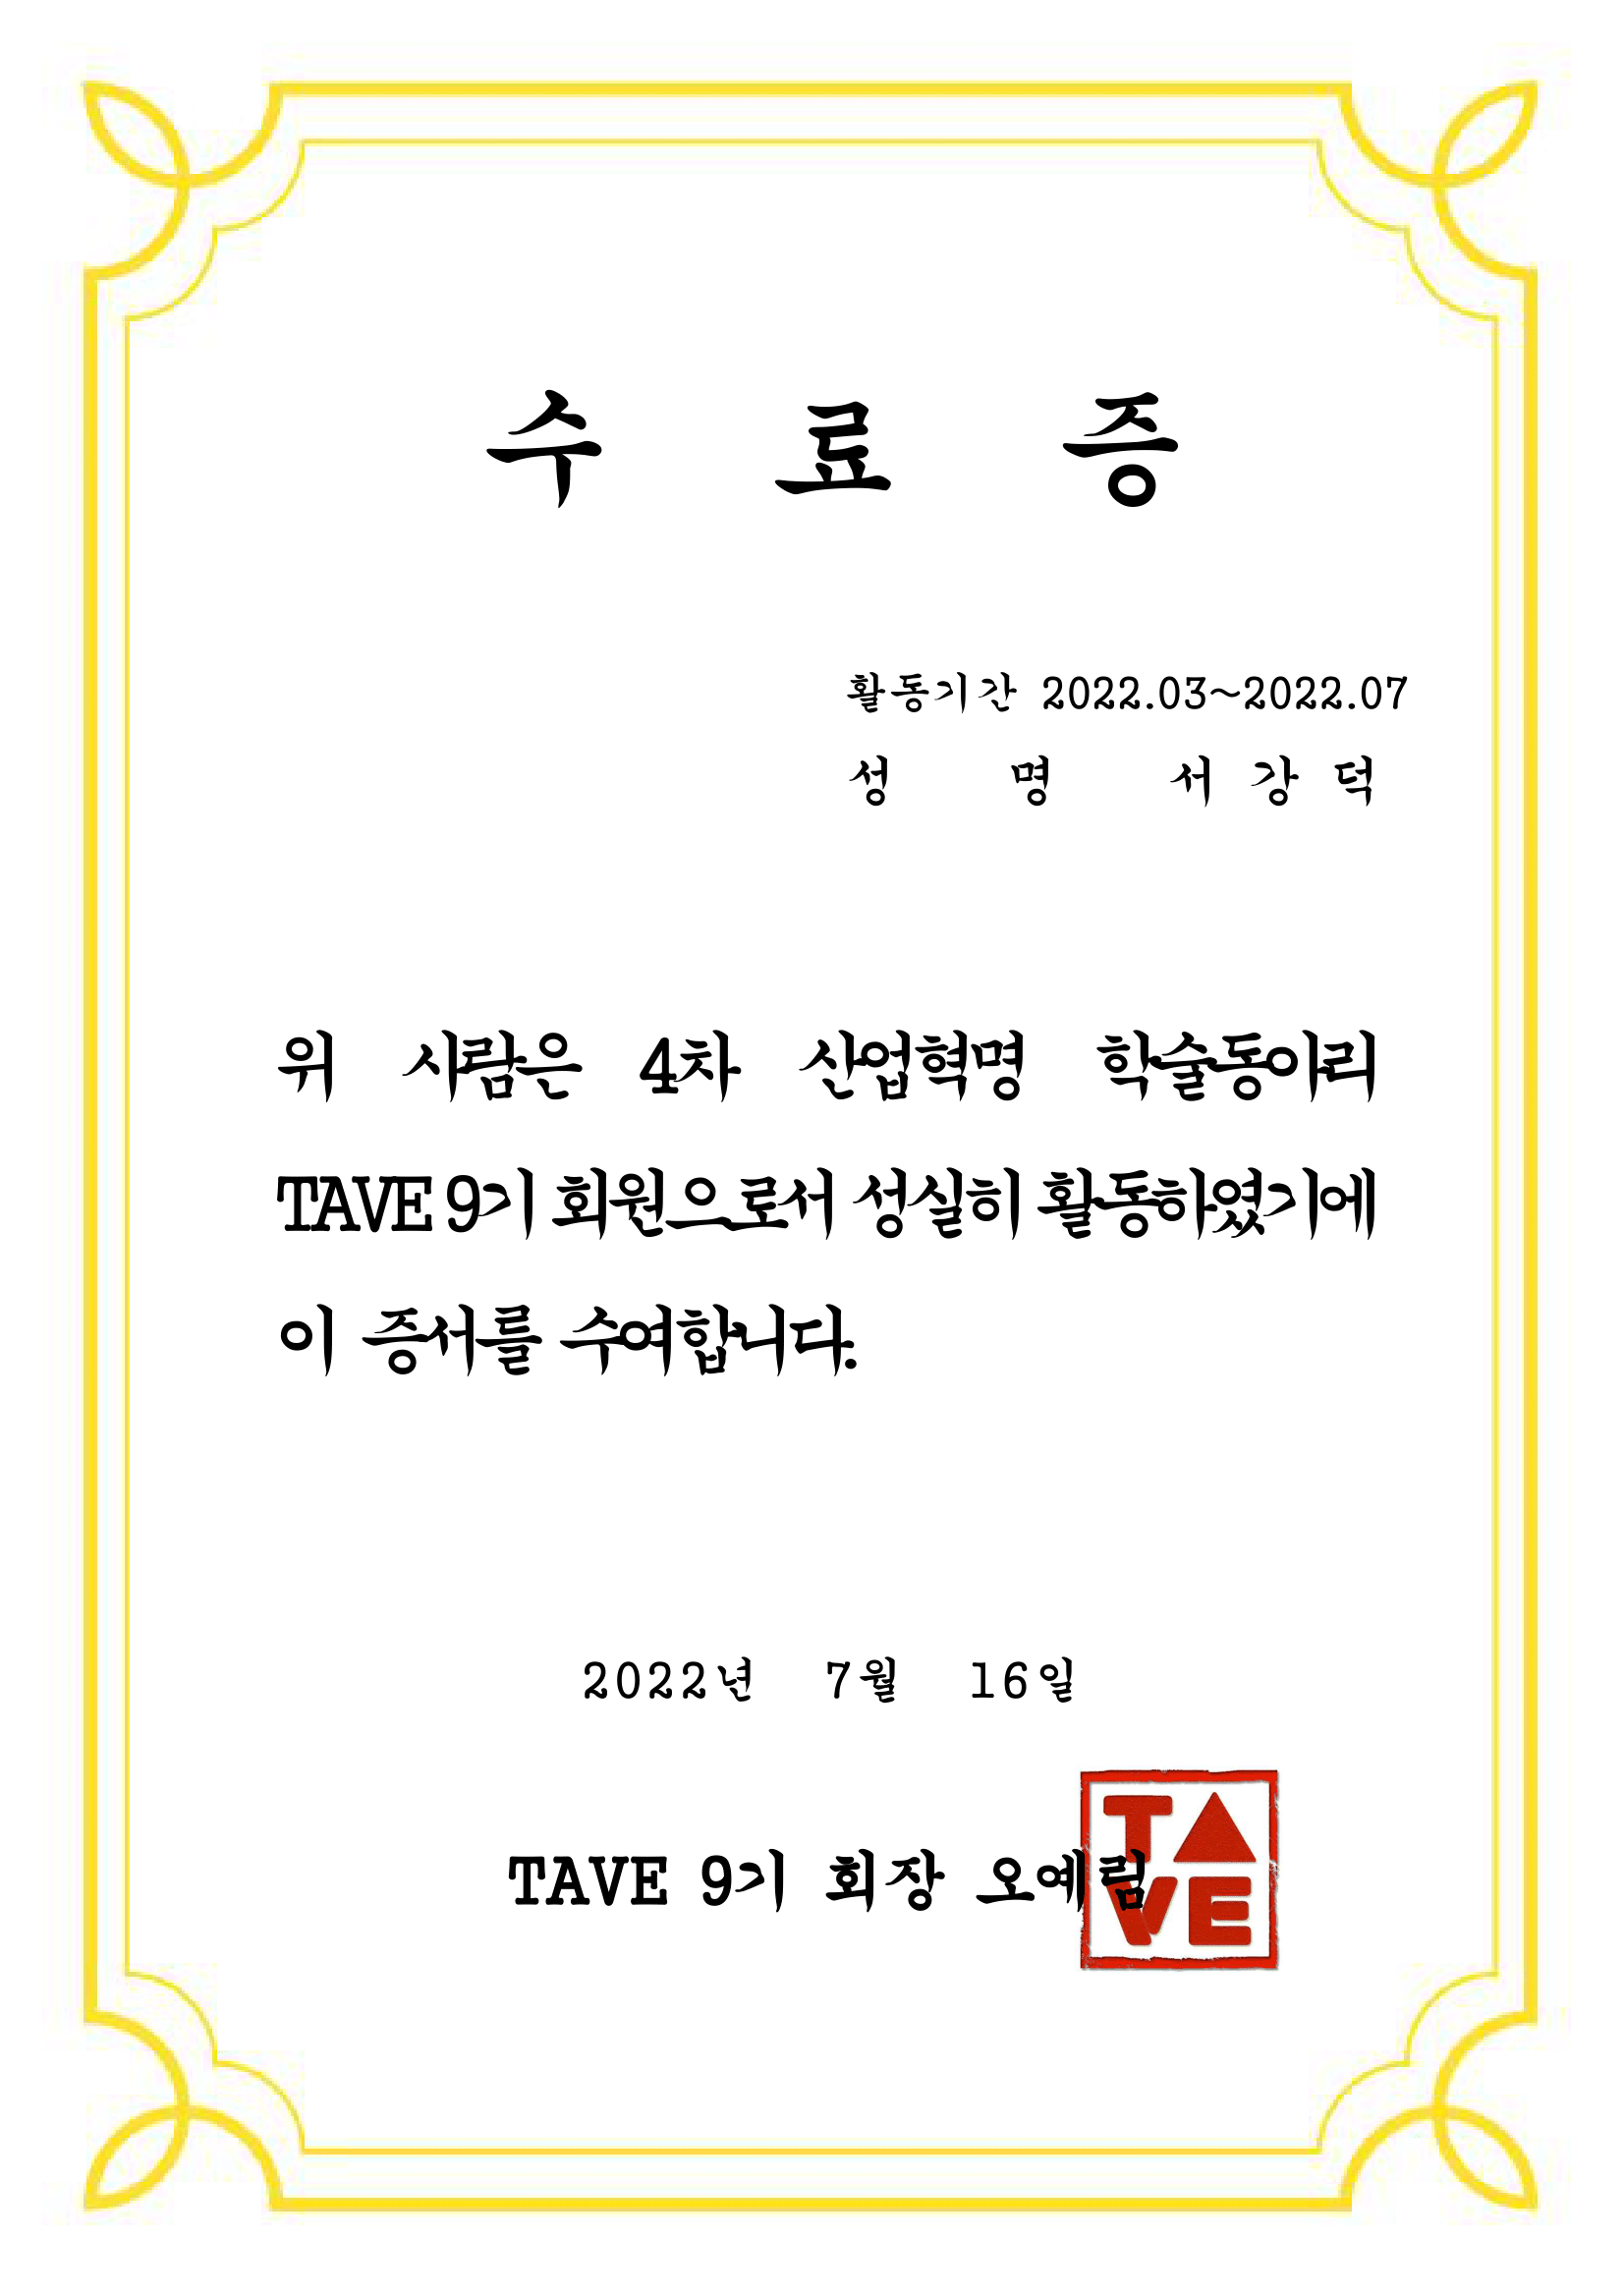 수 료 증
활동기간 2022.03~2022.07
성 명 서 강 덕
위 사람은 4차 산업혁명 학술동아리
TAVE 9기 회원으로서 성실히 활동하였기에
이 증서를 수여합니다.
2022년 7월 16일
TAVE 9기 회장 오예림
TAVE